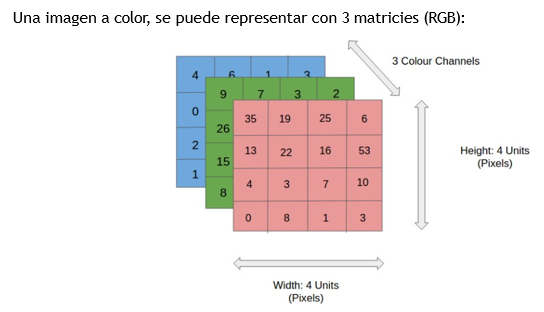 Una imagen a color, se puede representar con 3 matricies (RGB):
3 Colour Channels
4 6 1 3
0
2
1
9 7 3 2
26
15
8
35 19 25 6
13 22 16 53
4 3 7 10
0 8 1 3
Height: 4 Units
(Pixels)
Width: 4 Units
(Pixels)